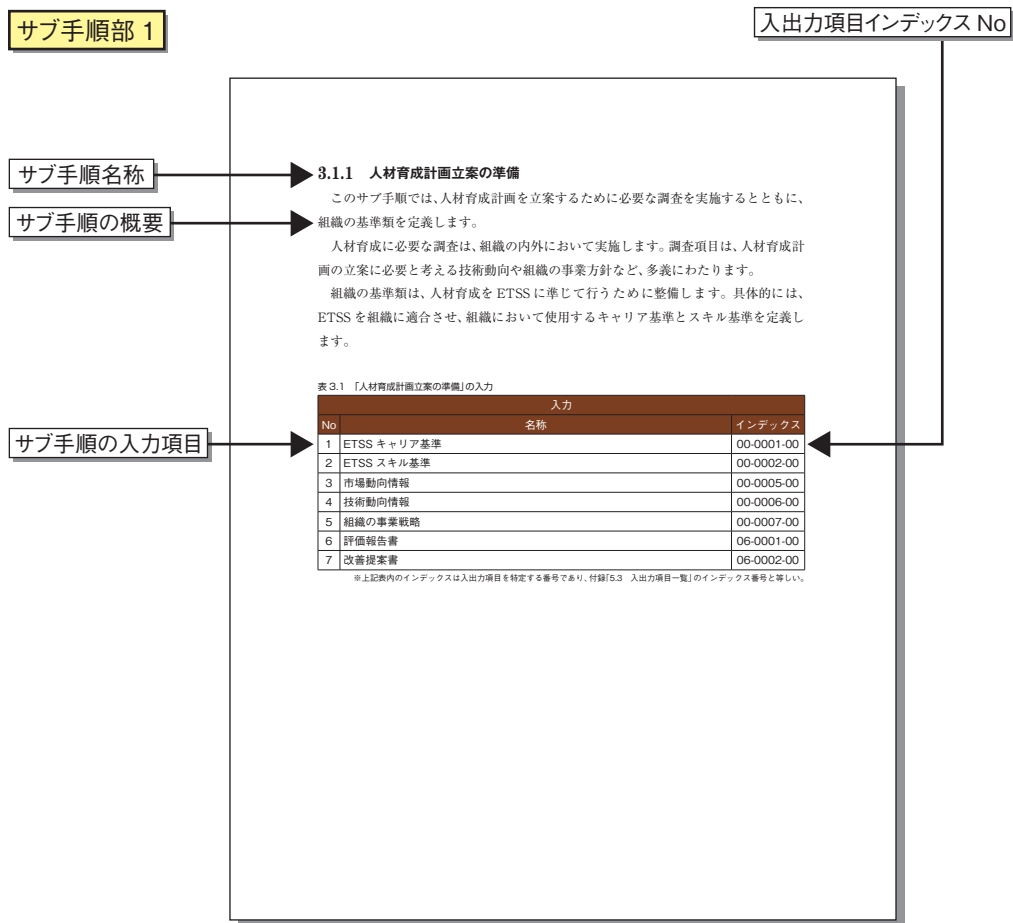 サブ手順部 1
入出力項目インデックス No
サブ手順名称
3.1.1 人材育成計画立案の準備
サブ手順の概要
このサブ手順では、人材育成計画を立案するために必要な調査を実施するとともに、
組織の基準類を定義します。
人材育成に必要な調査は、組織の内外において実施します。調査項目は、人材育成計
画の立案に必要と考える技術動向や組織の事業方針など、多義にわたります。
組織の基準類は、人材育成を ETSS に準じて行うために整備します。具体的には、
ETSS を組織に適合させ、組織において使用するキャリア基準とスキル基準を定義し
ます。
表 3.1 「人材育成計画立案の準備」の入力
サブ手順の入力項目
入力
No 名称 インデックス
1 ETSS キャリア基準 00-0001-00
2 ETSS スキル基準 00-0002-00
3 市場動向情報 00-0005-00
4 技術動向情報 00-0006-00
5 組織の事業戦略 00-0007-00
6 評価報告書 06-0001-00
7 改善提案書 06-0002-00
※上記表内のインデックスは入出力項目を特定する番号であり、付録「5.3 入出力項目一覧」のインデックス番号と等しい。